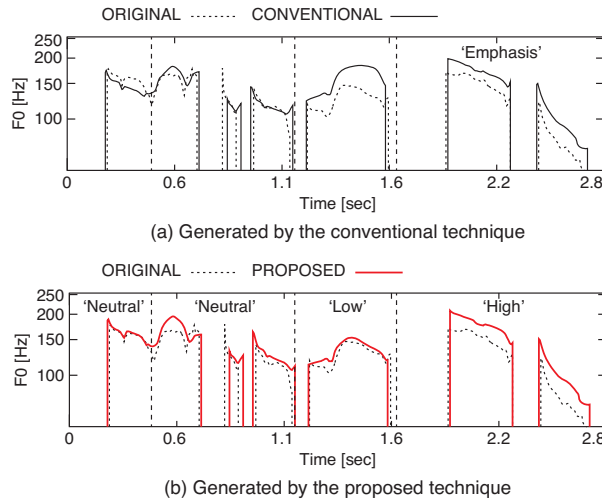 ORIGINAL CONVENTIONAL
250
200
150
100
F0 [Hz]
'Emphasis'
0 0.6 1.1 1.6 2.2 2.8
Time [sec]
(a) Generated by the conventional technique
ORIGINAL PROPOSED
250
200
150
100
F0 [Hz]
'Neutral' 'Neutral' 'Low' 'High'
0 0.6 1.1 1.6 2.2 2.8
Time [sec]
(b) Generated by the proposed technique